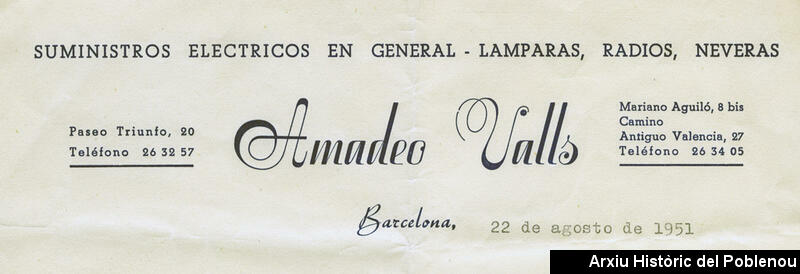 SUMINISTROS ELECTRICOS EN GENERAL - LAMPARAS, RADIOS, NEVERAS
Paseo Triunfo, 20
Teléfono 26 32 57
Amadeo Valls
Mariano Aguiló, 8 bis
Camino
Antiguo Valencia, 27
Teléfono 26 34 05
Barcelona, 22 de agosto de 1951
Arxiu Històric del Poblenou